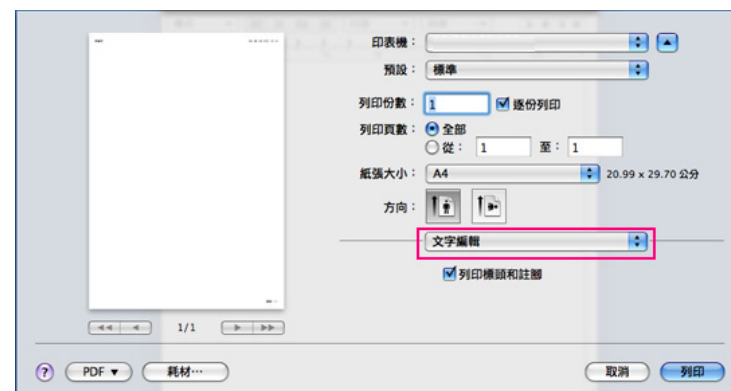 印表機：
預設： 標準
列印份數： 1 逐份列印
列印頁數： 全部
從： 1 至： 1
紙張大小： A4 20.99 x 29.70 公分
方向：
文字編輯
列印標頭和註腳
1/1
? PDF ▼ 耗材… 取消 列印